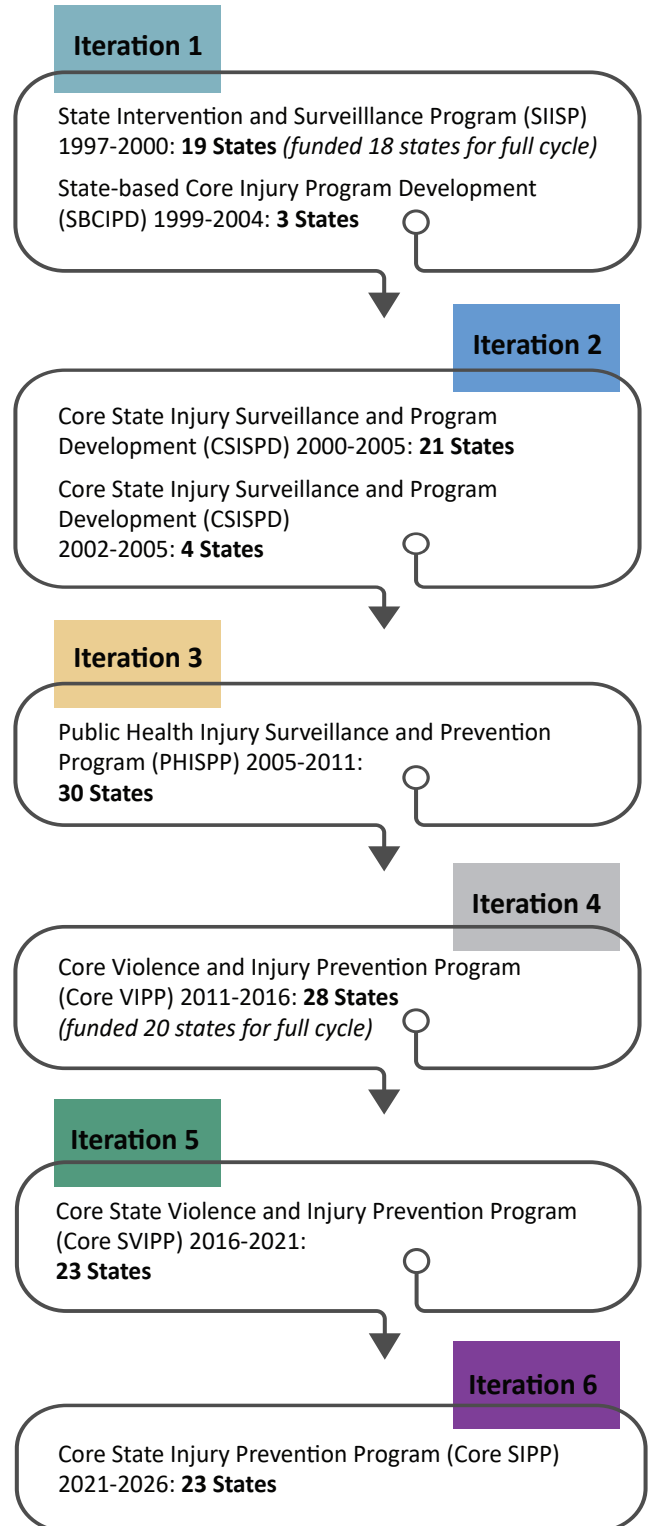 Iteration 1
State Intervention and Surveilllance Program (SIISP)
1997-2000: 19 States (funded 18 states for full cycle)
State-based Core Injury Program Development
(SBCIPD) 1999-2004: 3 States
Iteration 2
Core State Injury Surveillance and Program
Development (CSISPD) 2000-2005: 21 States
Core State Injury Surveillance and Program
Development (CSISPD)
2002-2005: 4 States
Iteration 3
Public Health Injury Surveillance and Prevention
Program (PHISPP) 2005-2011:
30 States
Iteration 4
Core Violence and Injury Prevention Program
(Core VIPP) 2011-2016: 28 States
(funded 20 states for full cycle)
Iteration 5
Core State Violence and Injury Prevention Program
(Core SVIPP) 2016-2021:
23 States
Iteration 6
Core State Injury Prevention Program (Core SIPP)
2021-2026: 23 States